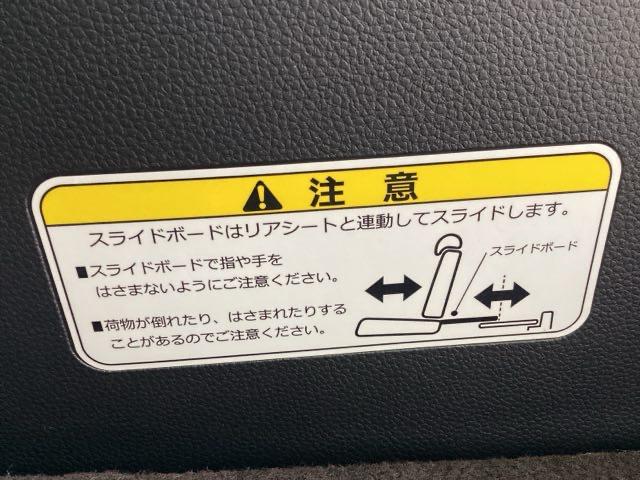 注意
スライドボードはリアシートと連動してスライドします。
■スライドボードで指や手を
はさまないようにご注意ください。
■荷物が倒れたり、はさまれたりする
ことがあるのでご注意ください。
スライドボード